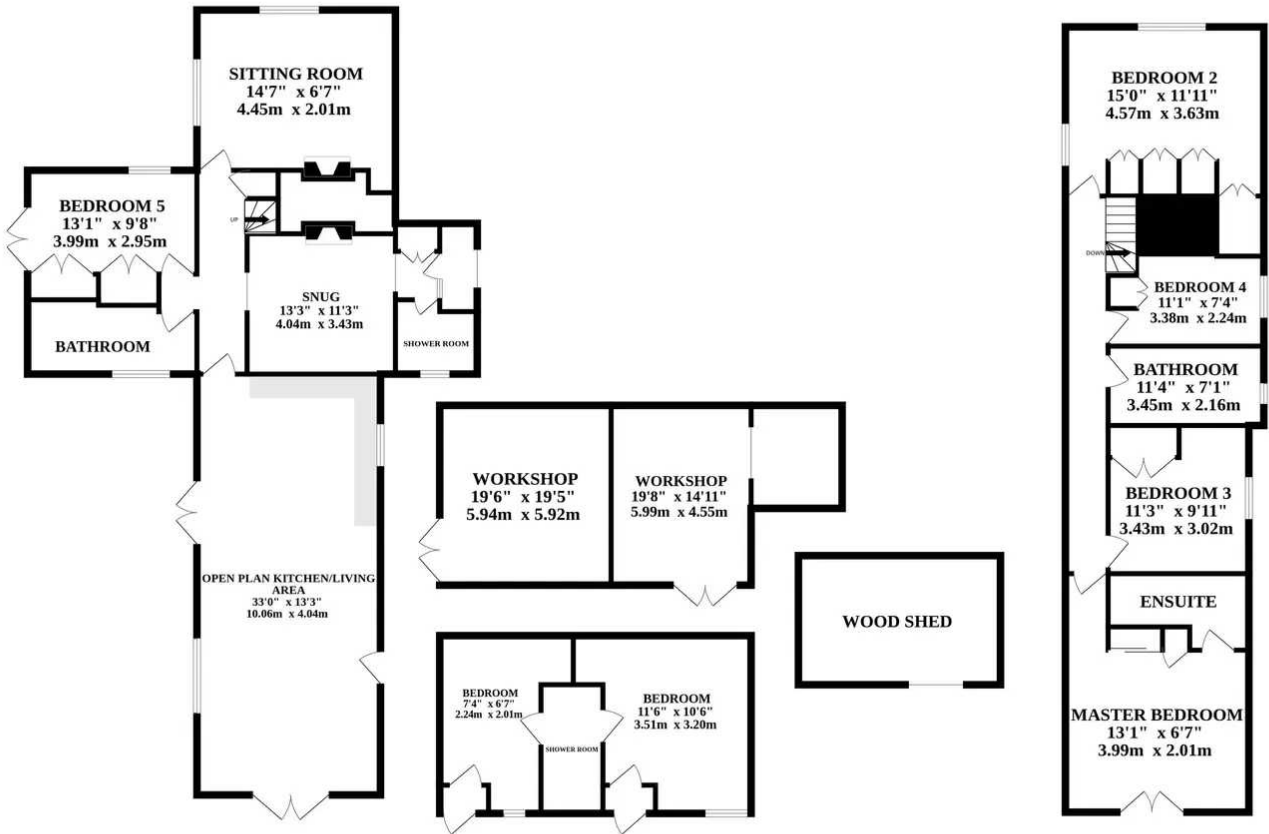 SITTING ROOM
14'7" x 6'7"
4.45m x 2.01m
BEDROOM 5
13'1" x 9'8"
3.99m x 2.95m
UP
SNUG
13'3" x 11'3"
4.04m x 3.43m
BATHROOM
SHOWER ROOM
OPEN PLAN KITCHEN/LIVING
AREA
33'0" x 13'3"
10.06m x 4.04m
WORKSHOP
19'6" x 19'5"
5.94m x 5.92m
WORKSHOP
19'8" x 14'11"
5.99m x 4.55m
WOOD SHED
BEDROOM
7'4" x 6'7"
2.24m x 2.01m
SHOWER ROOM
BEDROOM
11'6" x 10'6"
3.51m x 3.20m
BEDROOM 2
15'0" x 11'11"
4.57m x 3.63m
DOWN
BEDROOM 4
11'1" x 7'4"
3.38m x 2.24m
BATHROOM
11'4" x 7'1"
3.45m x 2.16m
BEDROOM 3
11'3" x 9'11"
3.43m x 3.02m
ENSUITE
MASTER BEDROOM
13'1" x 6'7"
3.99m x 2.01m